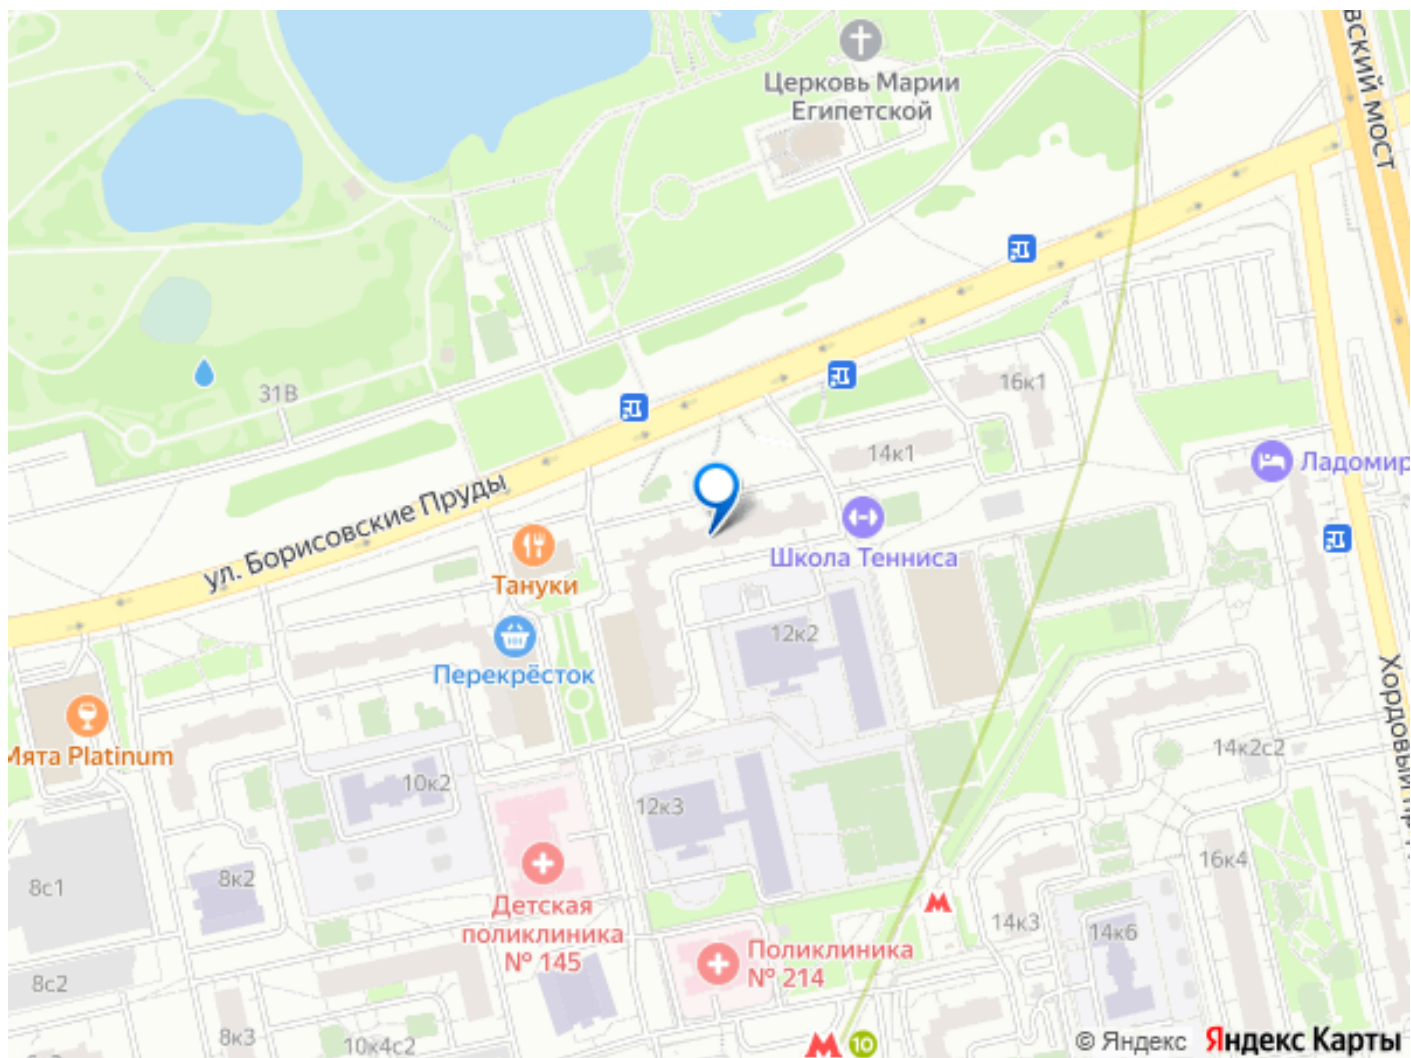 вский мост
Церковь Марии
Египетской
31В
16к1
14к1
Ладомир
ул. Борисовские Пруды
Школа Тенниса
Тануки
12к2
Перекрёсток
Мята Platinum
Хордовый пр
14к2с2
10к2
12к3
16к4
8с1
8к2
Детская
поликлиника
№ 145
14к3
14к6
Поликлиника
№ 214
8с2
8к3
10к4с2
10
© Яндекс Яндекс Карты